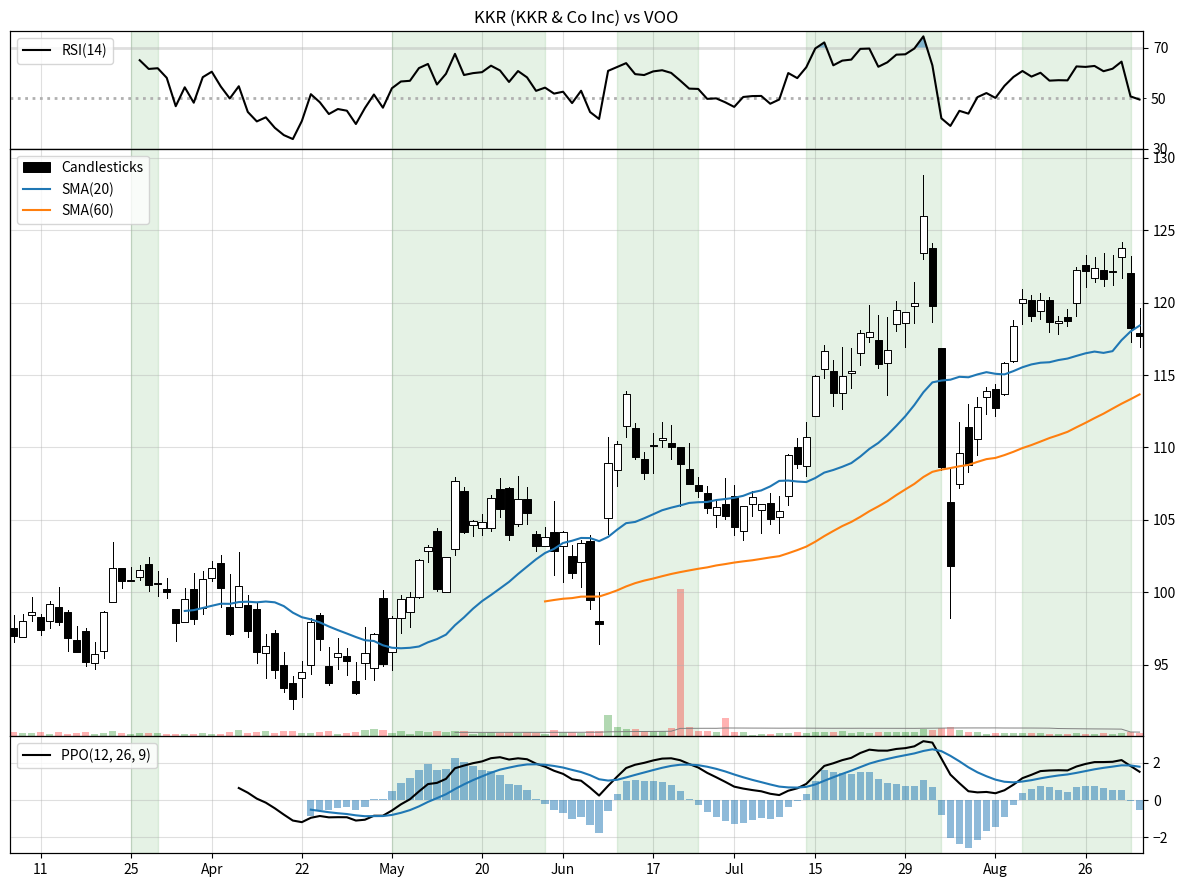 KKR (KKR & Co Inc) vs VOO
RSI(14)
70
50
30
Candlesticks
SMA(20)
SMA(60)
130
125
120
115
110
105
100
95
PPO(12, 26, 9)
2
0
−2
11 25 Apr 22 May 20 Jun 17 Jul 15 29 Aug 26